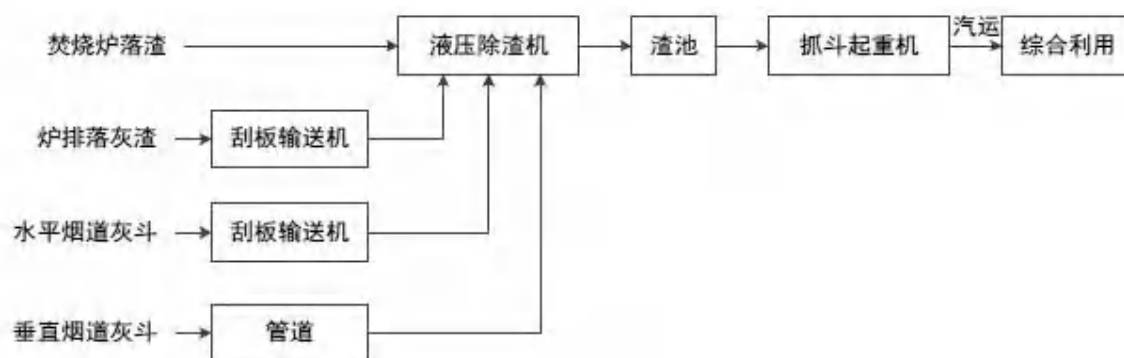 焚烧炉落渣
液压除渣机
渣池
抓斗起重机
汽运
综合利用
炉排落灰渣
刮板输送机
水平烟道灰斗
刮板输送机
垂直烟道灰斗
管道